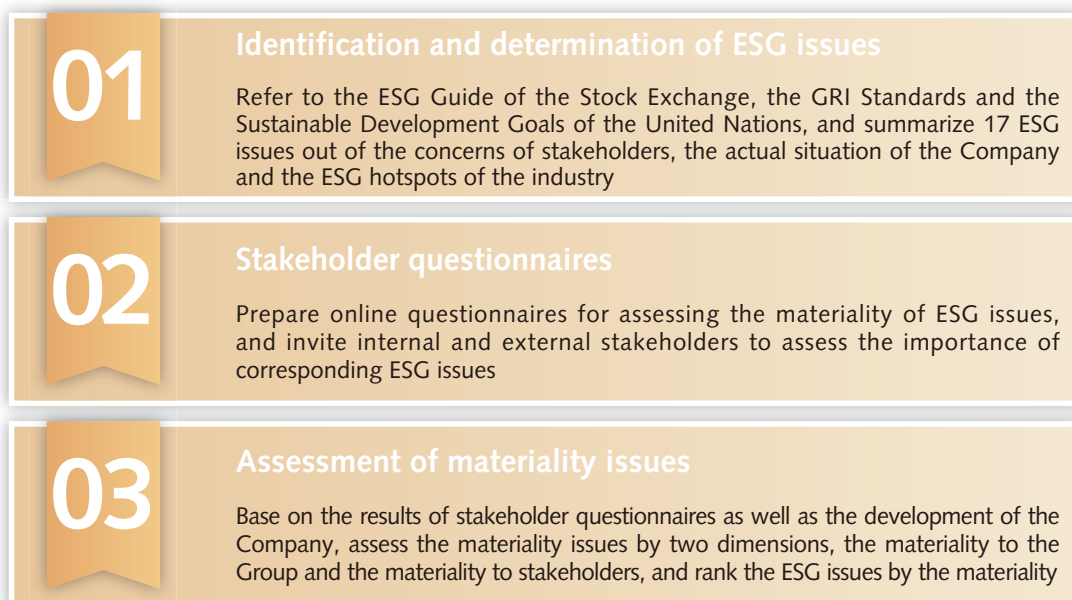 01
Identification and determination of ESG issues
Refer to the ESG Guide of the Stock Exchange, the GRI Standards and the
Sustainable Development Goals of the United Nations, and summarize 17 ESG
issues out of the concerns of stakeholders, the actual situation of the Company
and the ESG hotspots of the industry
02
Stakeholder questionnaires
Prepare online questionnaires for assessing the materiality of ESG issues,
and invite internal and external stakeholders to assess the importance of
corresponding ESG issues
03
Assessment of materiality issues
Base on the results of stakeholder questionnaires as well as the development of the
Company, assess the materiality issues by two dimensions, the materiality to the
Group and the materiality to stakeholders, and rank the ESG issues by the materiality